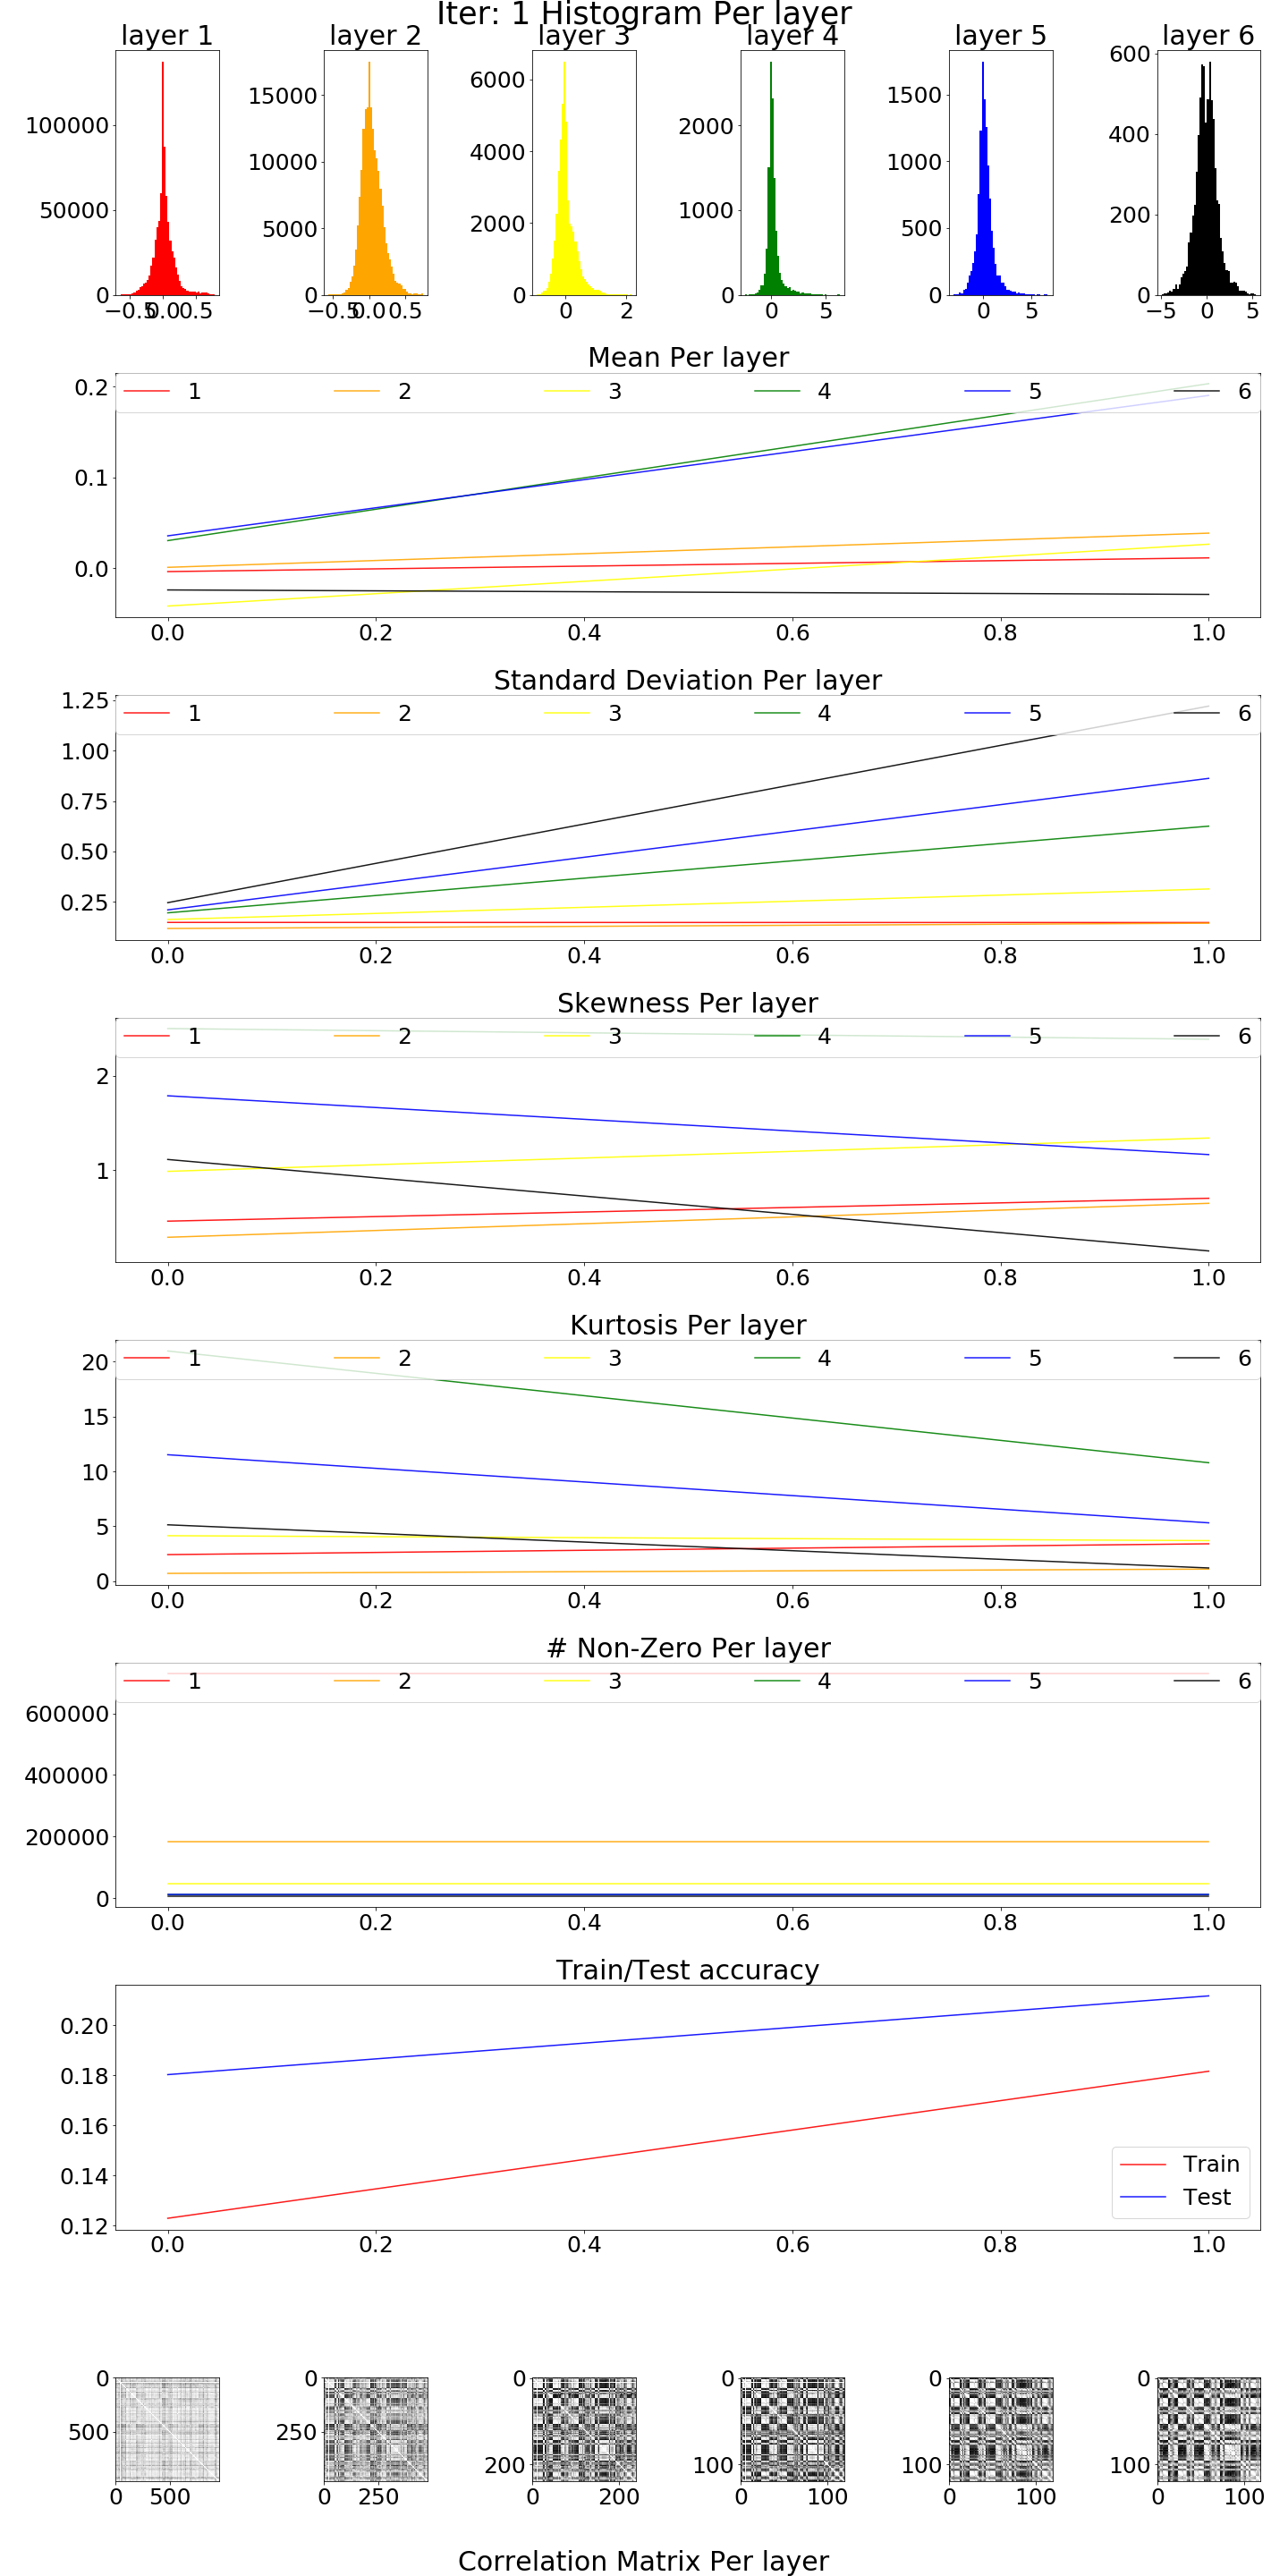 Iter: 1 Histogram Per layer
layer 1 layer 2 layer 3 layer 4 layer 5 layer 6
100000
50000
0
−0.5 0.0 0.5
15000
10000
5000
0
−0.5 0.0 0.5
6000
4000
2000
0
0 2
2000
1000
0
0 5
1500
1000
500
0
0 5
600
400
200
0
−5 0 5
Mean Per layer
1 2 3 4 5 6
0.2
0.1
0.0
0.0 0.2 0.4 0.6 0.8 1.0
Standard Deviation Per layer
1 2 3 4 5 6
1.25
1.00
0.75
0.50
0.25
0.0 0.2 0.4 0.6 0.8 1.0
Skewness Per layer
1 2 3 4 5 6
2
1
0.0 0.2 0.4 0.6 0.8 1.0
Kurtosis Per layer
1 2 3 4 5 6
20
15
10
5
0
0.0 0.2 0.4 0.6 0.8 1.0
# Non-Zero Per layer
1 2 3 4 5 6
600000
400000
200000
0
0.0 0.2 0.4 0.6 0.8 1.0
Train/Test accuracy
0.20
0.18
0.16
0.14
0.12
Train
Test
0.0 0.2 0.4 0.6 0.8 1.0
0
500
0 500
0
250
0 250
0
200
0 200
0
100
0 100
0
100
0 100
0
100
0 100
Correlation Matrix Per layer